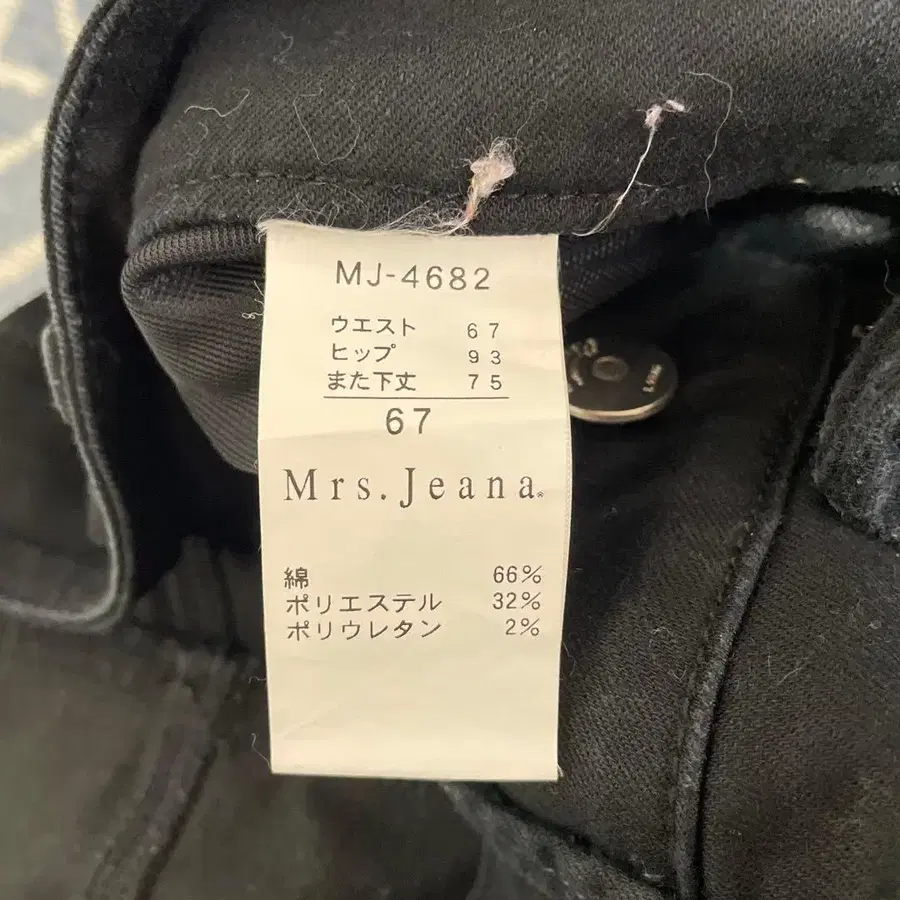 MJ-4682
ウエスト 67
ヒップ 93
また下丈 75
67
Mrs. Jeana
綿 66%
ポリエステル 32%
ポリウレタン 2%